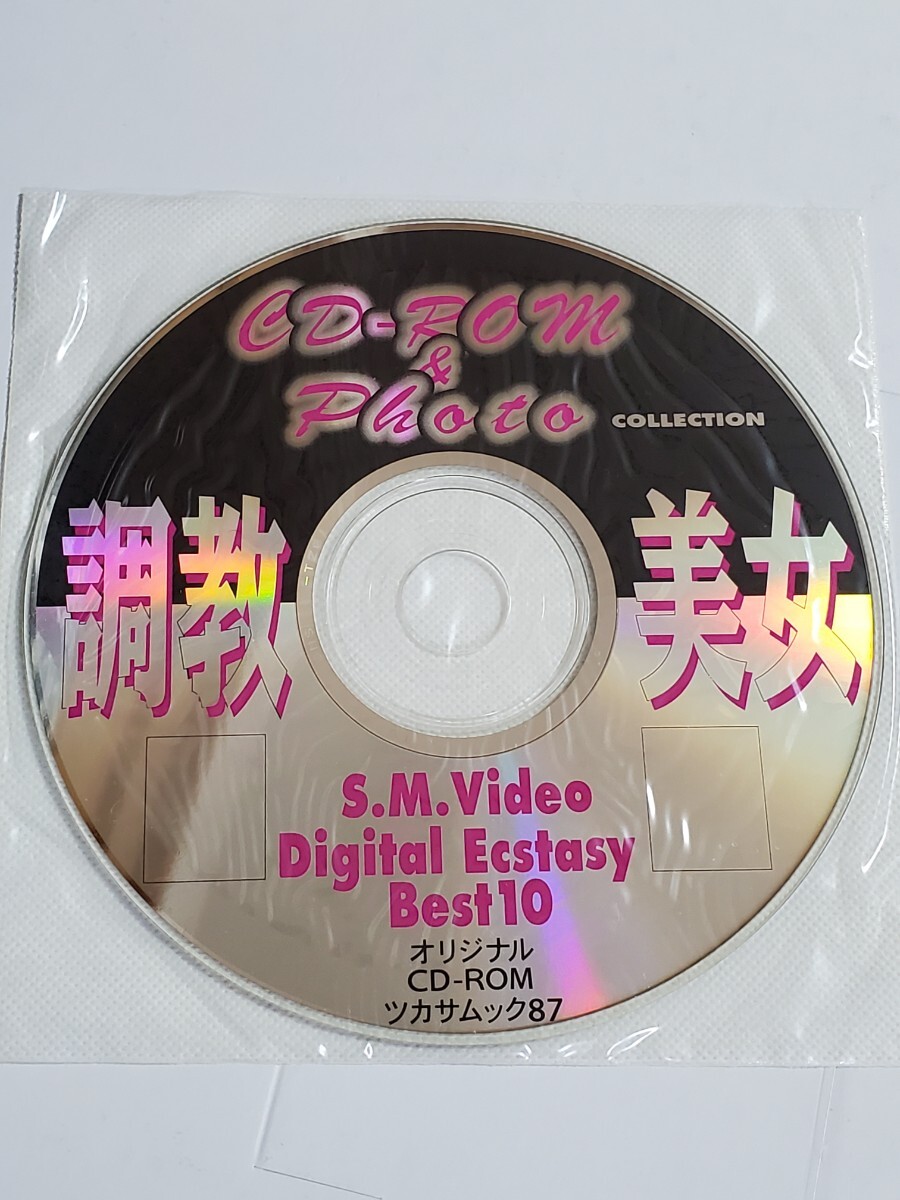 CD-ROM
&
Photo COLLECTION
調教 美女
S.M.Video
Digital Ecstasy
Best10
オリジナル
CD-ROM
ツカサムック87